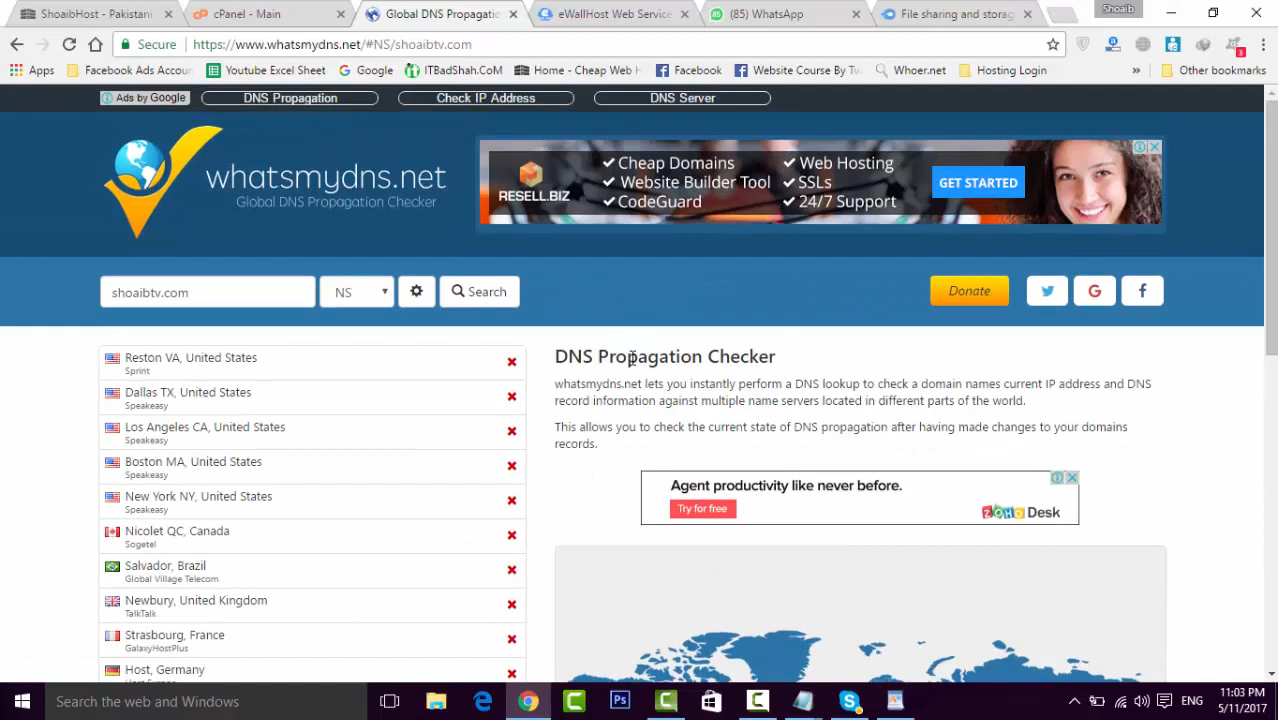 ShoaibHost - Pakistani
cPanel - Main
Global DNS Propagatio
eWallHost Web Service
(85) WhatsApp
File sharing and storag
Shoaib
Secure
https://www.whatsmydns.net/#NS/shoaibtv.com
3
Apps
Facebook Ads Accou
Youtube Excel Sheet
Google
ITBadShah.CoM
Home - Cheap Web H
Facebook
Website Course By Tw
Whoer.net
Hosting Login
»
Other bookmarks
Ads by Google
DNS Propagation
Check IP Address
DNS Server
whatsmydns.net
Global DNS Propagation Checker
RESELL.BIZ
✓ Cheap Domains
✓ Website Builder Tool
✓ CodeGuard
✓ Web Hosting
✓ SSLs
✓ 24/7 Support
GET STARTED
shoaibtv.com
NS
Search
Donate
Reston VA, United States
Sprint
Dallas TX, United States
Speakeasy
Los Angeles CA, United States
Speakeasy
Boston MA, United States
Speakeasy
New York NY, United States
Speakeasy
Nicolet QC, Canada
Sogetel
Salvador, Brazil
Global Village Telecom
Newbury, United Kingdom
TalkTalk
Strasbourg, France
GalaxyHostPlus
Host, Germany
DNS Propagation Checker
whatsmydns.net lets you instantly perform a DNS lookup to check a domain names current IP address and DNS
record information against multiple name servers located in different parts of the world.
This allows you to check the current state of DNS propagation after having made changes to your domains
records.
Agent productivity like never before.
Try for free
ZOHO Desk
Search the web and Windows
Ps
ENG
11:03 PM
5/11/2017